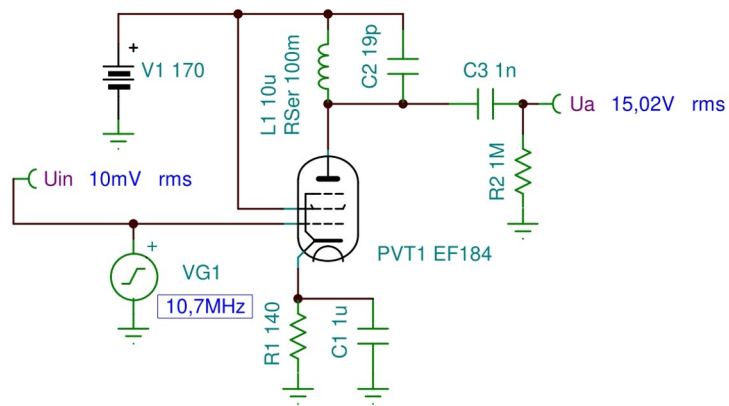 +
V1 170
L1 10u
RSer 100m
C2 19p
C3 1n
Ua 15,02V rms
R2 1M
Uin 10mV rms
PVT1 EF184
+
VG1
10,7MHz
R1 140
C1 1u